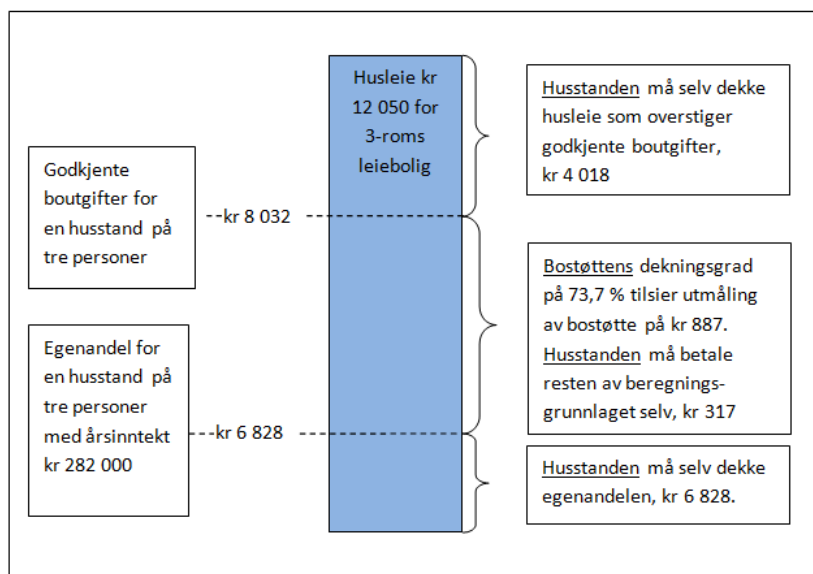 Husleie kr
12 050 for
3-roms
leiebolig
Husstanden må selv dekke
husleie som overstiger
godkjente boutgifter,
kr 4 018
Godkjente
boutgifter for
en husstand på
tre personer
kr 8 032
Bostøttens dekningsgrad
på 73,7 % tilsier utmåling
av bostøtte på kr 887.
Husstanden må betale
resten av beregnings-
grunnlaget selv, kr 317
Egenandel for
en husstand på
tre personer
med årsinntekt
kr 282 000
kr 6 828
Husstanden må selv dekke
egenandelen, kr 6 828.